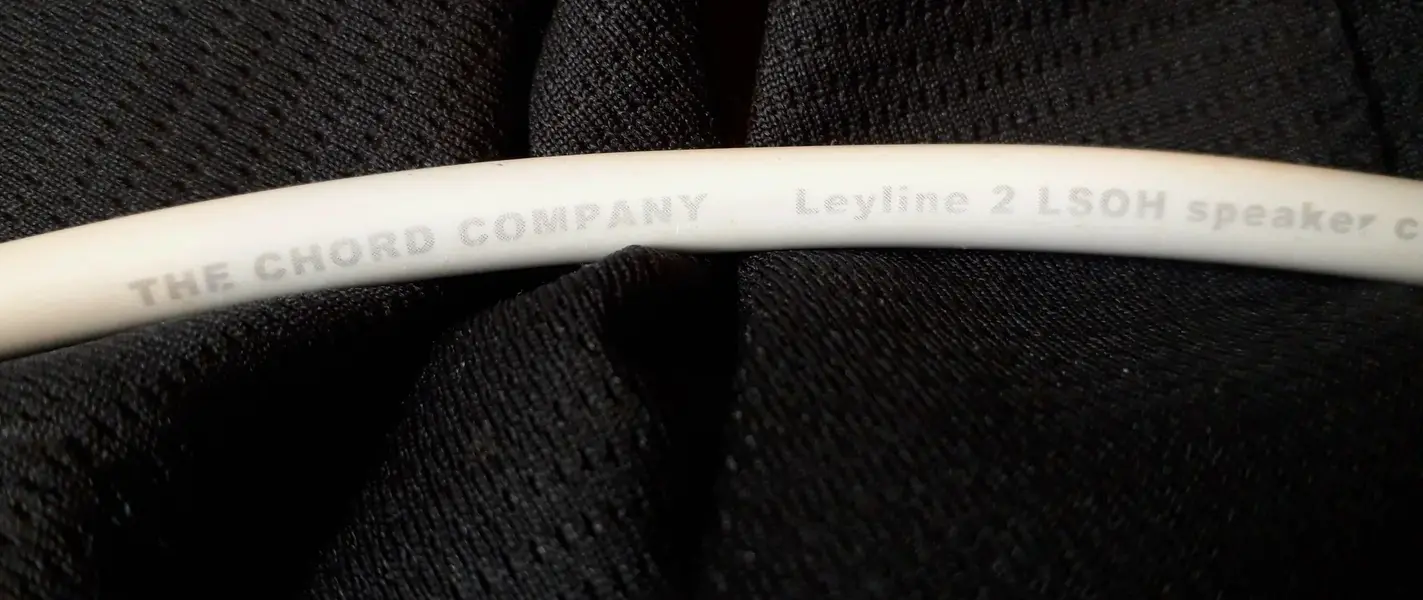 THE CHORD COMPANY Leyline 2 LSOH speaker c